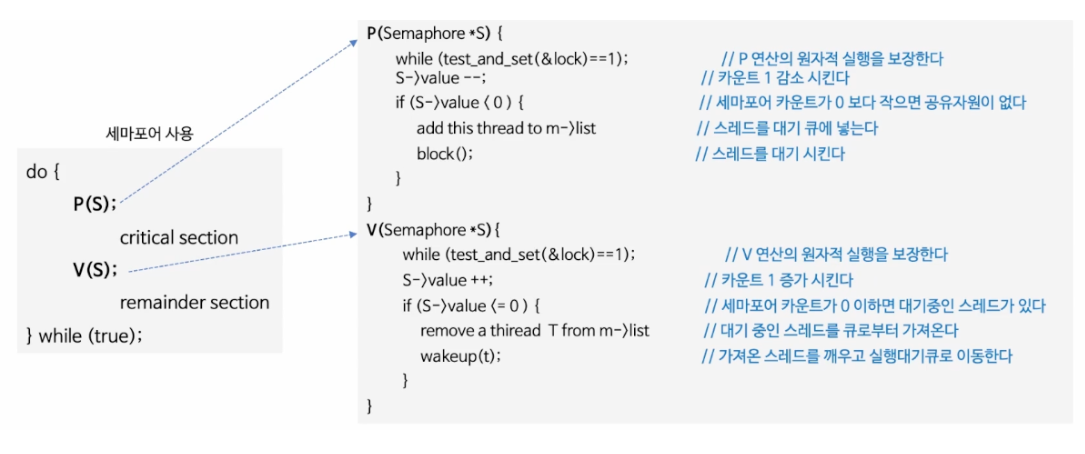 세마포어 사용
do {
P(S);
critical section
V(S);
remainder section
} while (true);
P(Semaphore *S) {
while (test_and_set(&lock)==1); // P 연산의 원자적 실행을 보장한다
S->value --; // 카운트 1 감소 시킨다
if (S->value < 0 ) { // 세마포어 카운트가 0 보다 작으면 공유자원이 없다
add this thread to m->list // 스레드를 대기 큐에 넣는다
block(); // 스레드를 대기 시킨다
}
}
V(Semaphore *S) {
while (test_and_set(&lock)==1); // V 연산의 원자적 실행을 보장한다
S->value ++; // 카운트 1 증가 시킨다
if (S->value <= 0 ) { // 세마포어 카운트가 0 이하면 대기중인 스레드가 있다
remove a thiread T from m->list // 대기 중인 스레드를 큐로부터 가져온다
wakeup(t); // 가져온 스레드를 깨우고 실행대기큐로 이동한다
}
}